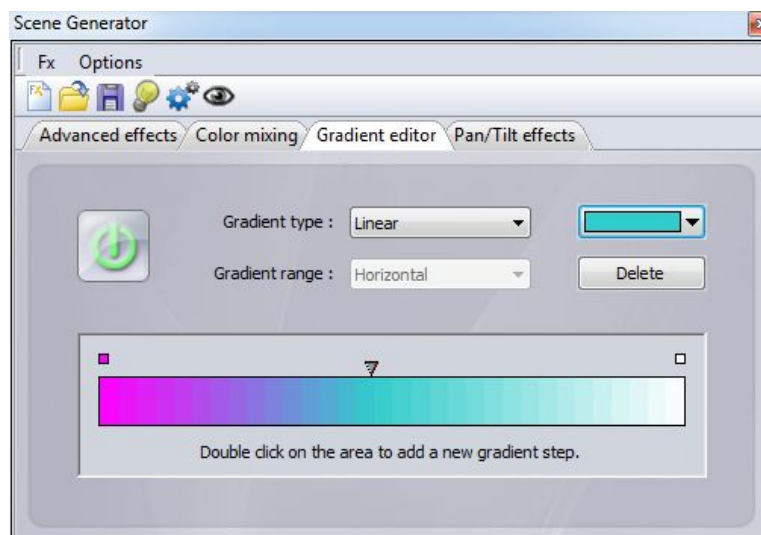 Scene Generator
Fx Options
FX
Advanced effects Color mixing Gradient editor Pan/Tilt effects
Gradient type : Linear
Gradient range : Horizontal Delete
Double click on the area to add a new gradient step.